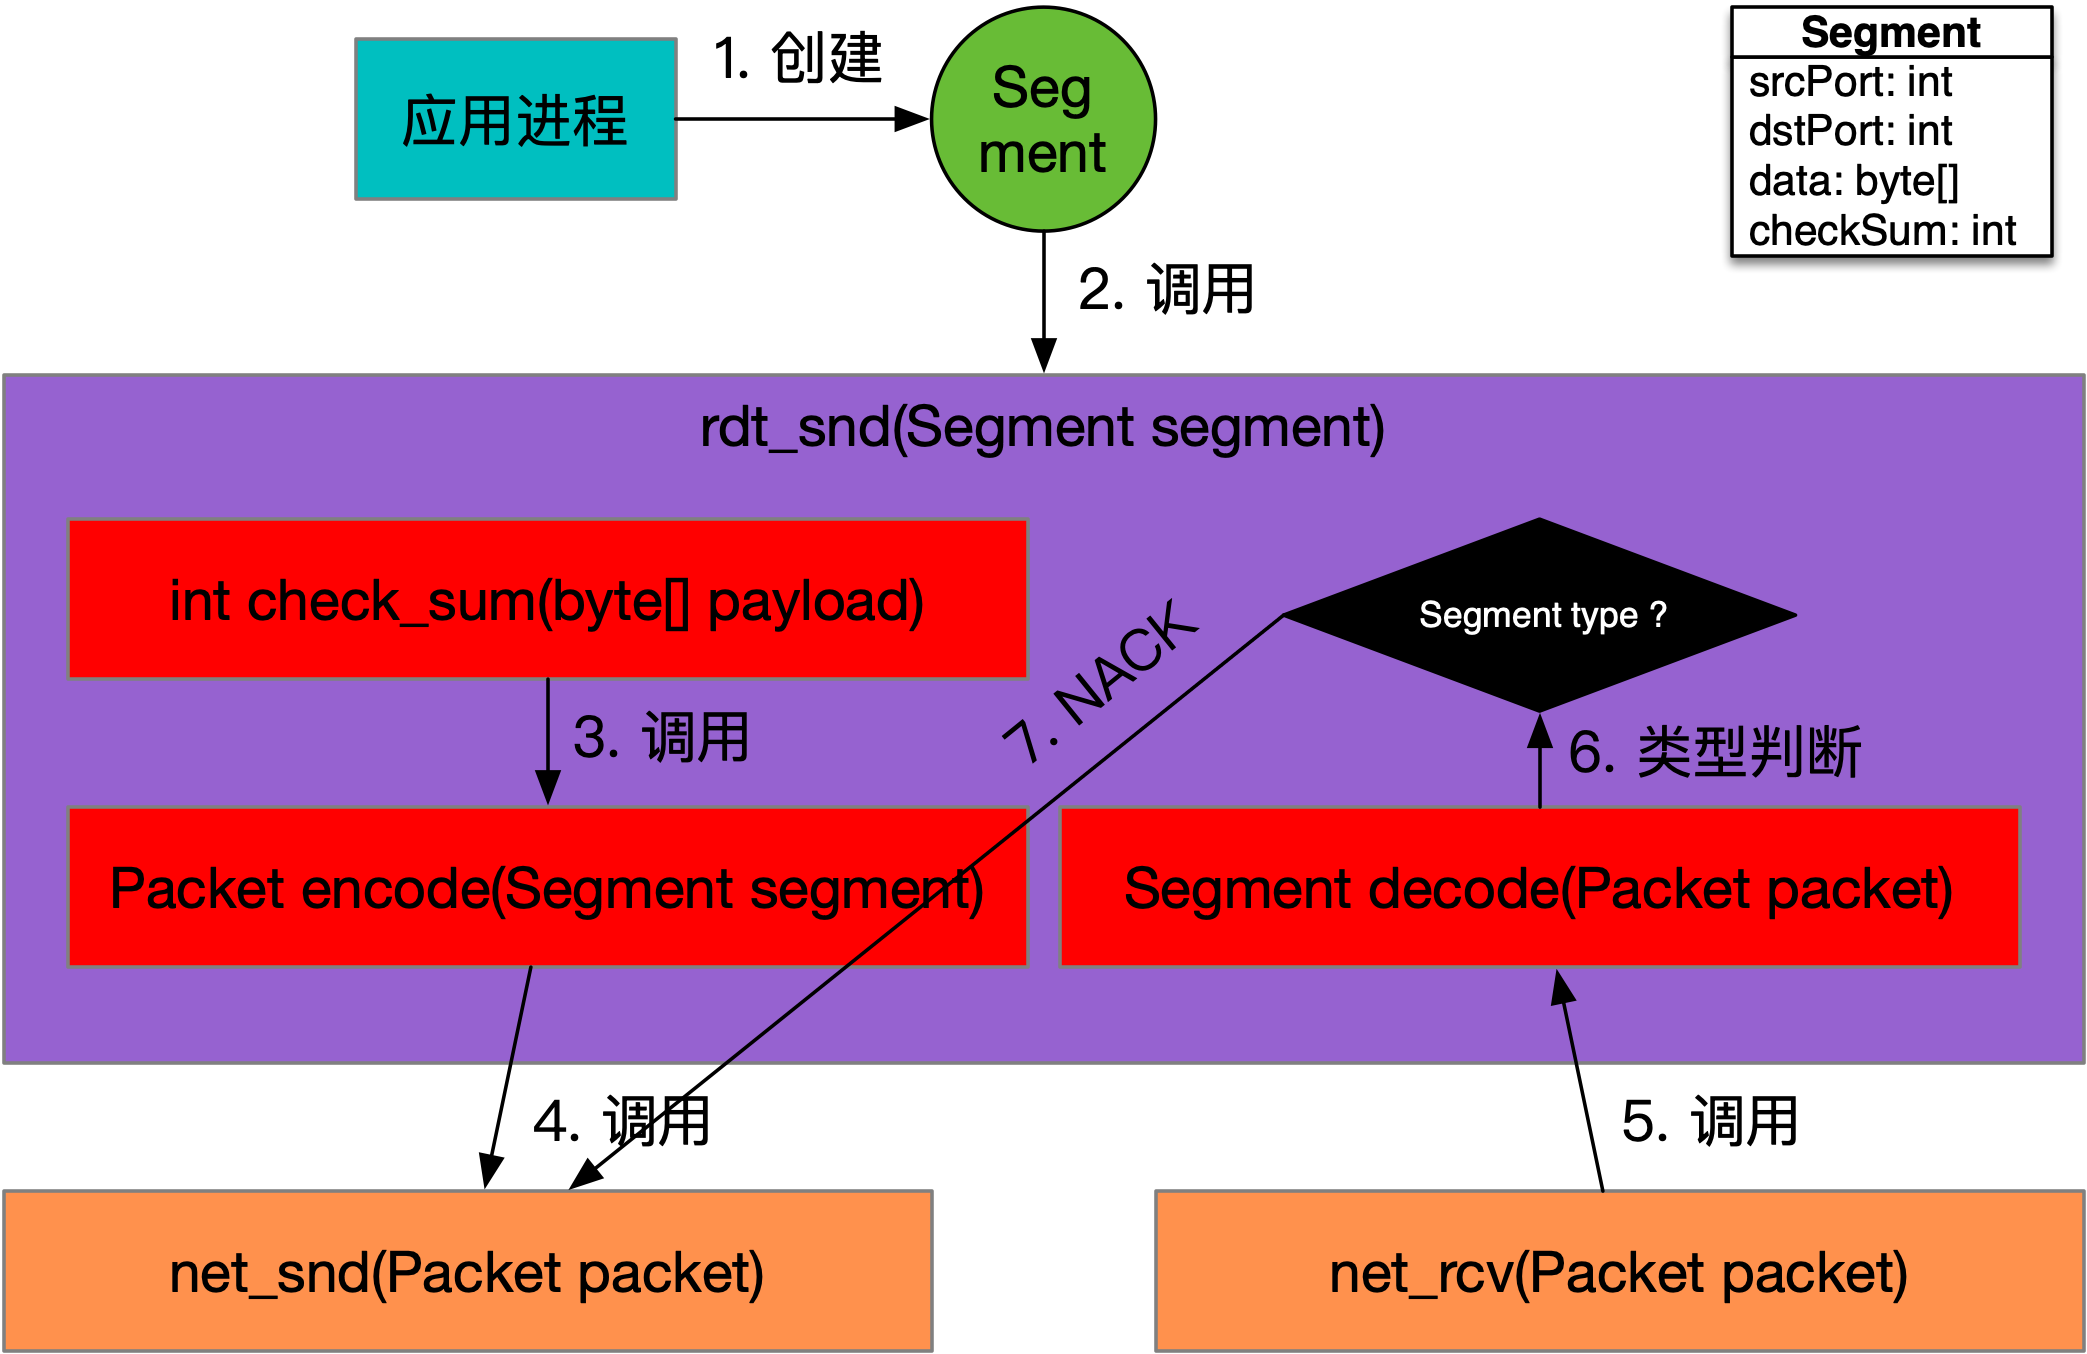 应用进程
1. 创建
Seg
ment
Segment
srcPort: int
dstPort: int
data: byte[]
checkSum: int
2. 调用
rdt_snd(Segment segment)
int check_sum(byte[] payload)
Segment type ?
7. NACK
3. 调用
6. 类型判断
Packet encode(Segment segment)
Segment decode(Packet packet)
4. 调用
5. 调用
net_snd(Packet packet)
net_rcv(Packet packet)